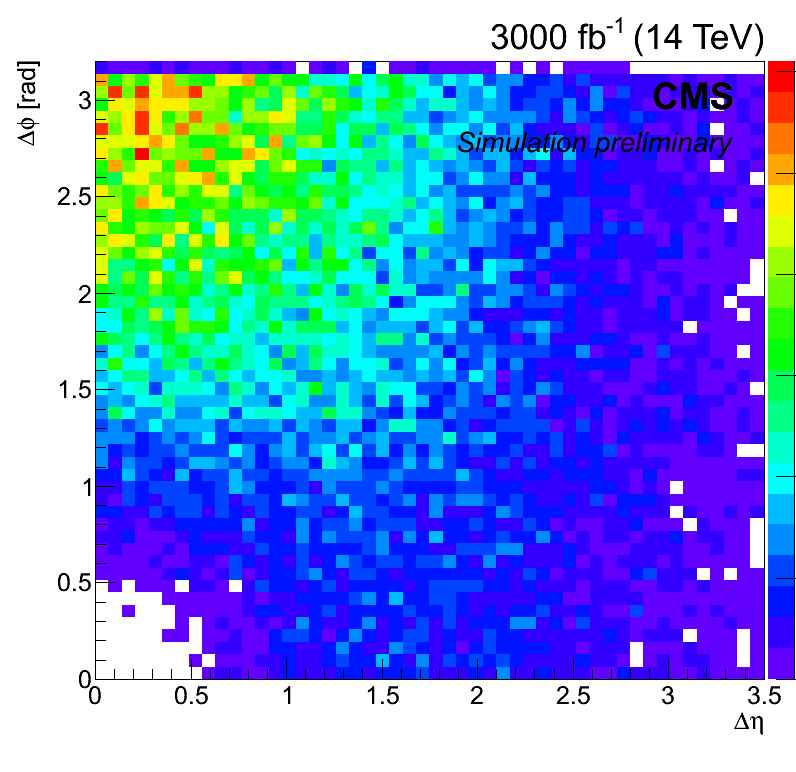 3000 fb⁻¹ (14 TeV)
Δϕ [rad]
CMS
Simulation preliminary
3
2.5
2
1.5
1
0.5
0
0 0.5 1 1.5 2 2.5 3 3.5
Δη